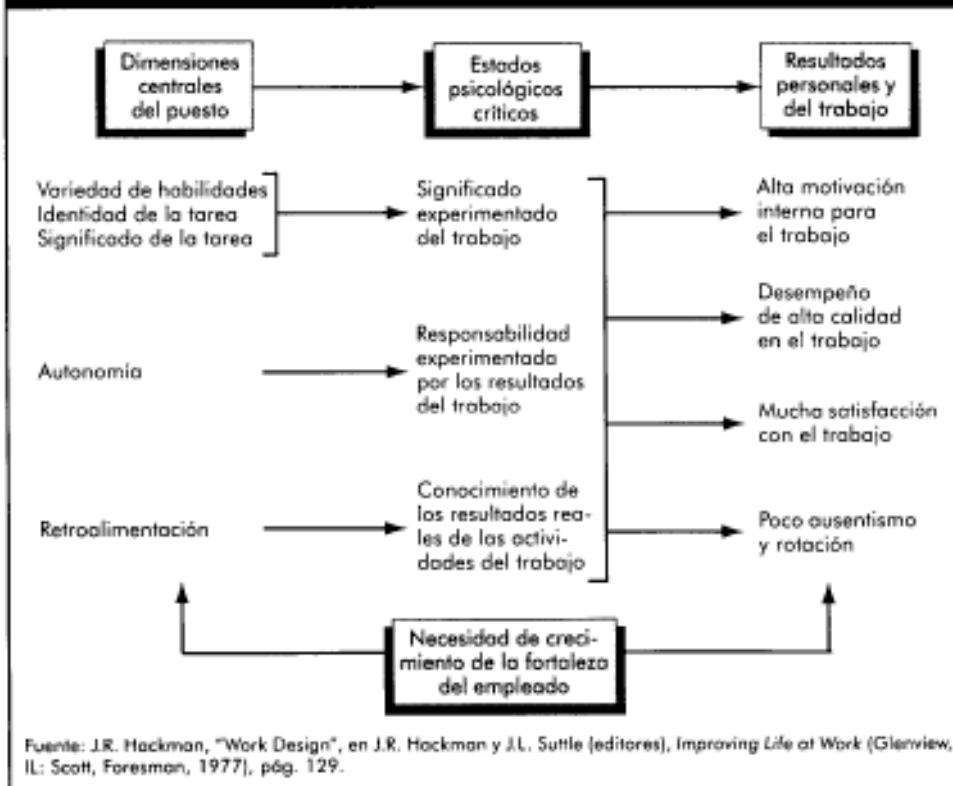 Dimensiones
centrales
del puesto
Estados
psicológicos
críticos
Resultados
personales y
del trabajo
Variedad de habilidades
Identidad de la tarea
Significado de la tarea
Significado
experimentado
del trabajo
Alta motivación
interna para
el trabajo
Desempeño
de alta calidad
en el trabajo
Autonomía
Responsabilidad
experimentada
por los resultados
del trabajo
Mucha satisfacción
con el trabajo
Retroalimentación
Conocimiento de
los resultados rea-
les de las activi-
dades del trabajo
Poco ausentismo
y rotación
Necesidad de creci-
miento de la fortaleza
del empleado
Fuente: J.R. Hackman, "Work Design", en J.R. Hackman y J.L. Suttle (editores), Improving Life at Work (Glenview,
IL: Scott, Foresman, 1977), pág. 129.